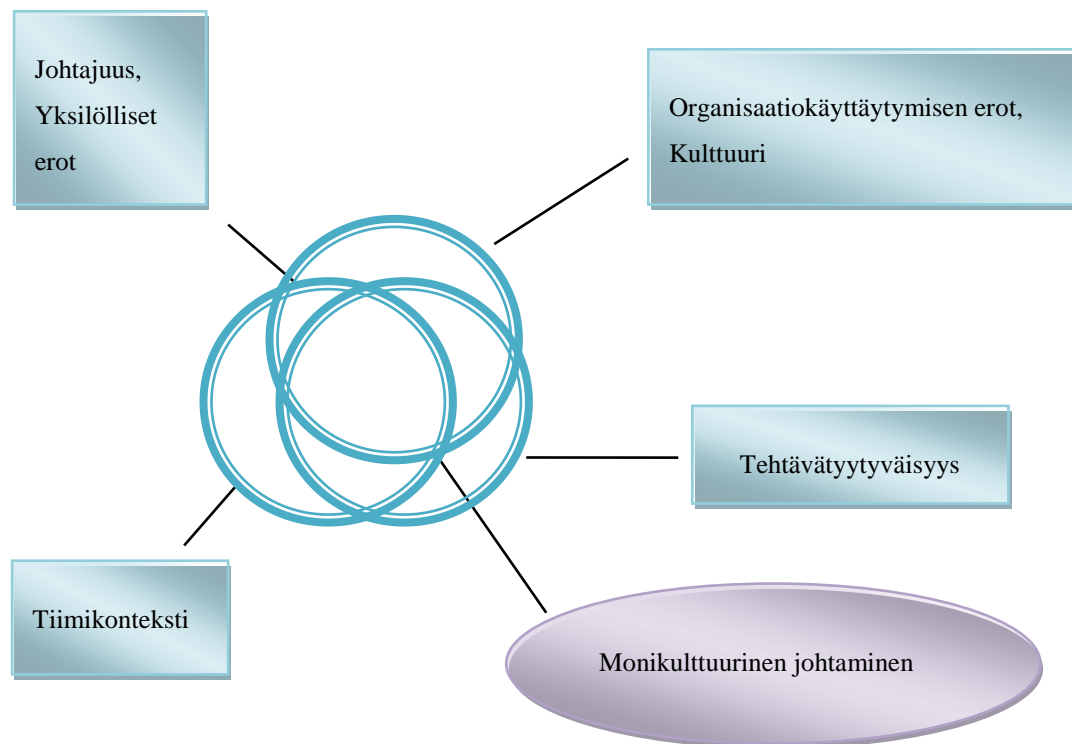 Johtajuus,
Yksilölliset
erot
Organisaatiokäyttäytymisen erot,
Kulttuuri
Tehtävätyytyväisyys
Tiimikonteksti
Monikulttuurinen johtaminen